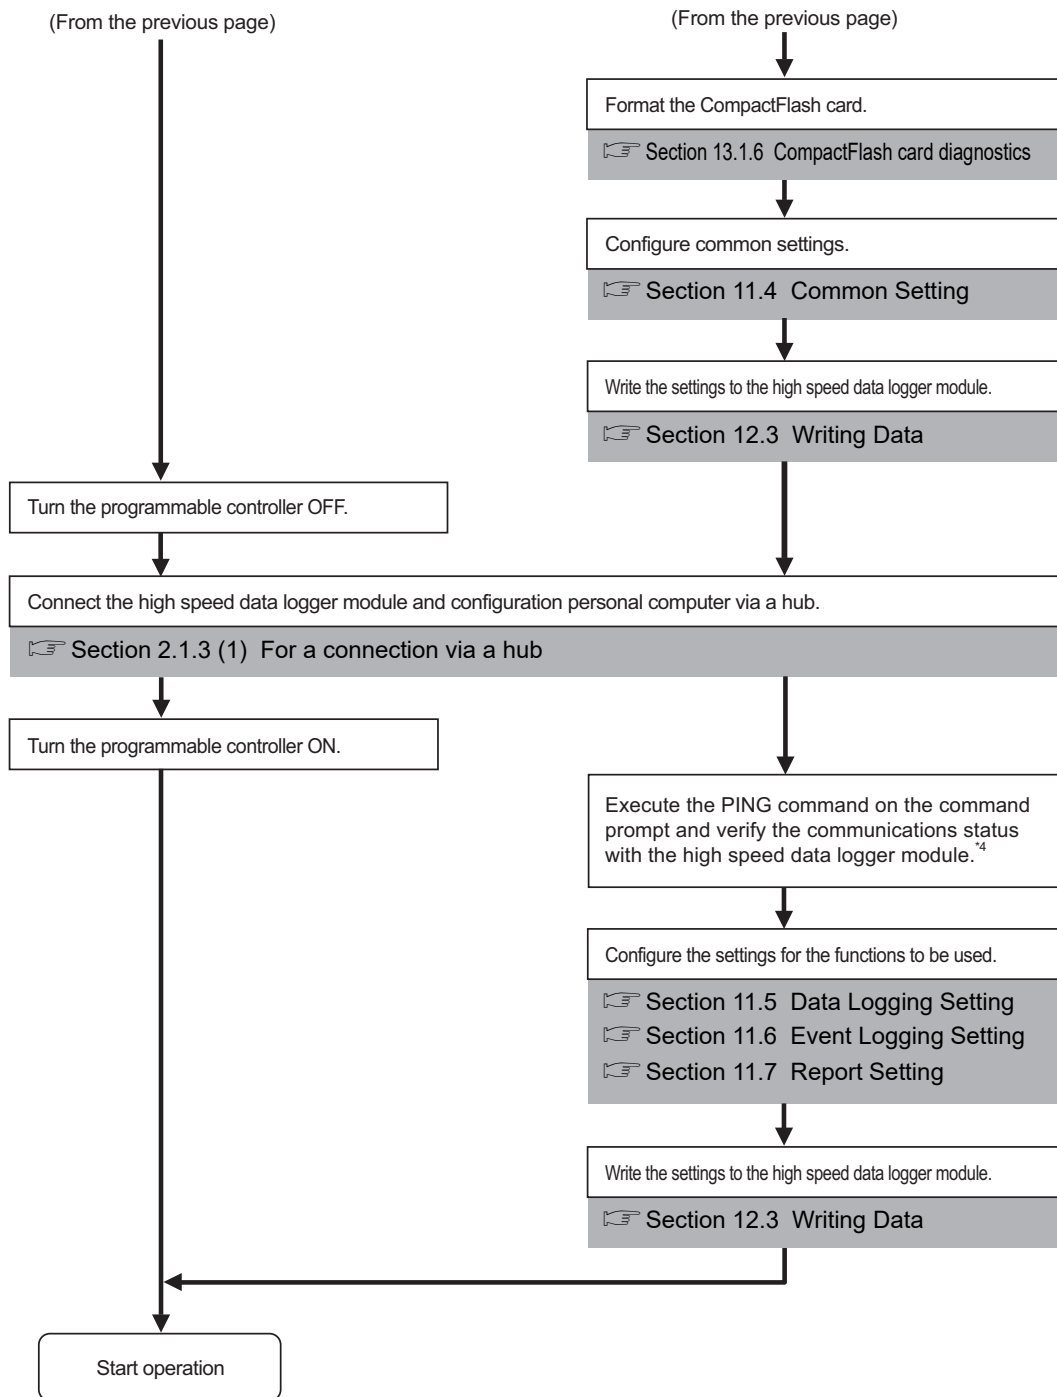 (From the previous page)
(From the previous page)
Format the CompactFlash card.
☞ Section 13.1.6 CompactFlash card diagnostics
Configure common settings.
☞ Section 11.4 Common Setting
Write the settings to the high speed data logger module.
☞ Section 12.3 Writing Data
Turn the programmable controller OFF.
Connect the high speed data logger module and configuration personal computer via a hub.
☞ Section 2.1.3 (1) For a connection via a hub
Turn the programmable controller ON.
Execute the PING command on the command
prompt and verify the communications status
with the high speed data logger module.*4
Configure the settings for the functions to be used.
☞ Section 11.5 Data Logging Setting
☞ Section 11.6 Event Logging Setting
☞ Section 11.7 Report Setting
Write the settings to the high speed data logger module.
☞ Section 12.3 Writing Data
Start operation